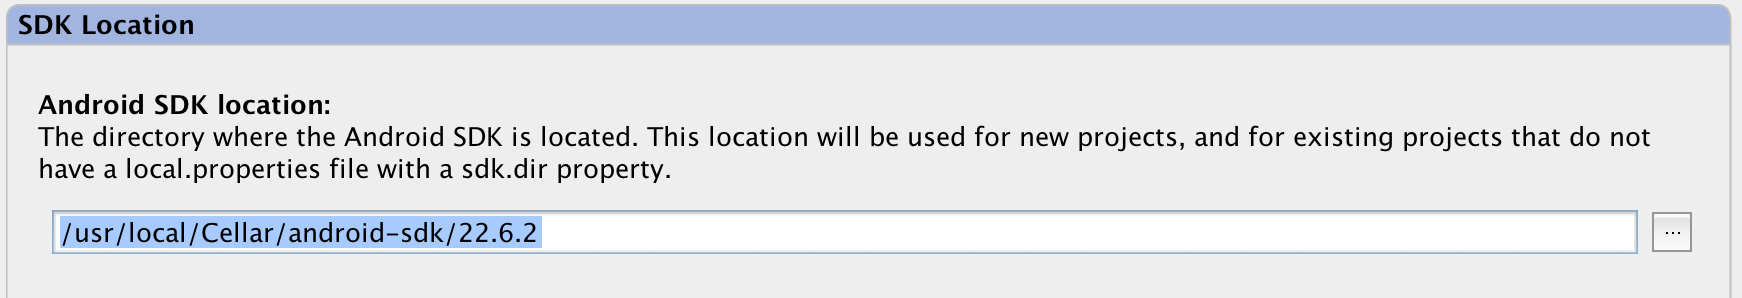 SDK Location
Android SDK location:
The directory where the Android SDK is located. This location will be used for new projects, and for existing projects that do not
have a local.properties file with a sdk.dir property.
/usr/local/Cellar/android-sdk/22.6.2
...